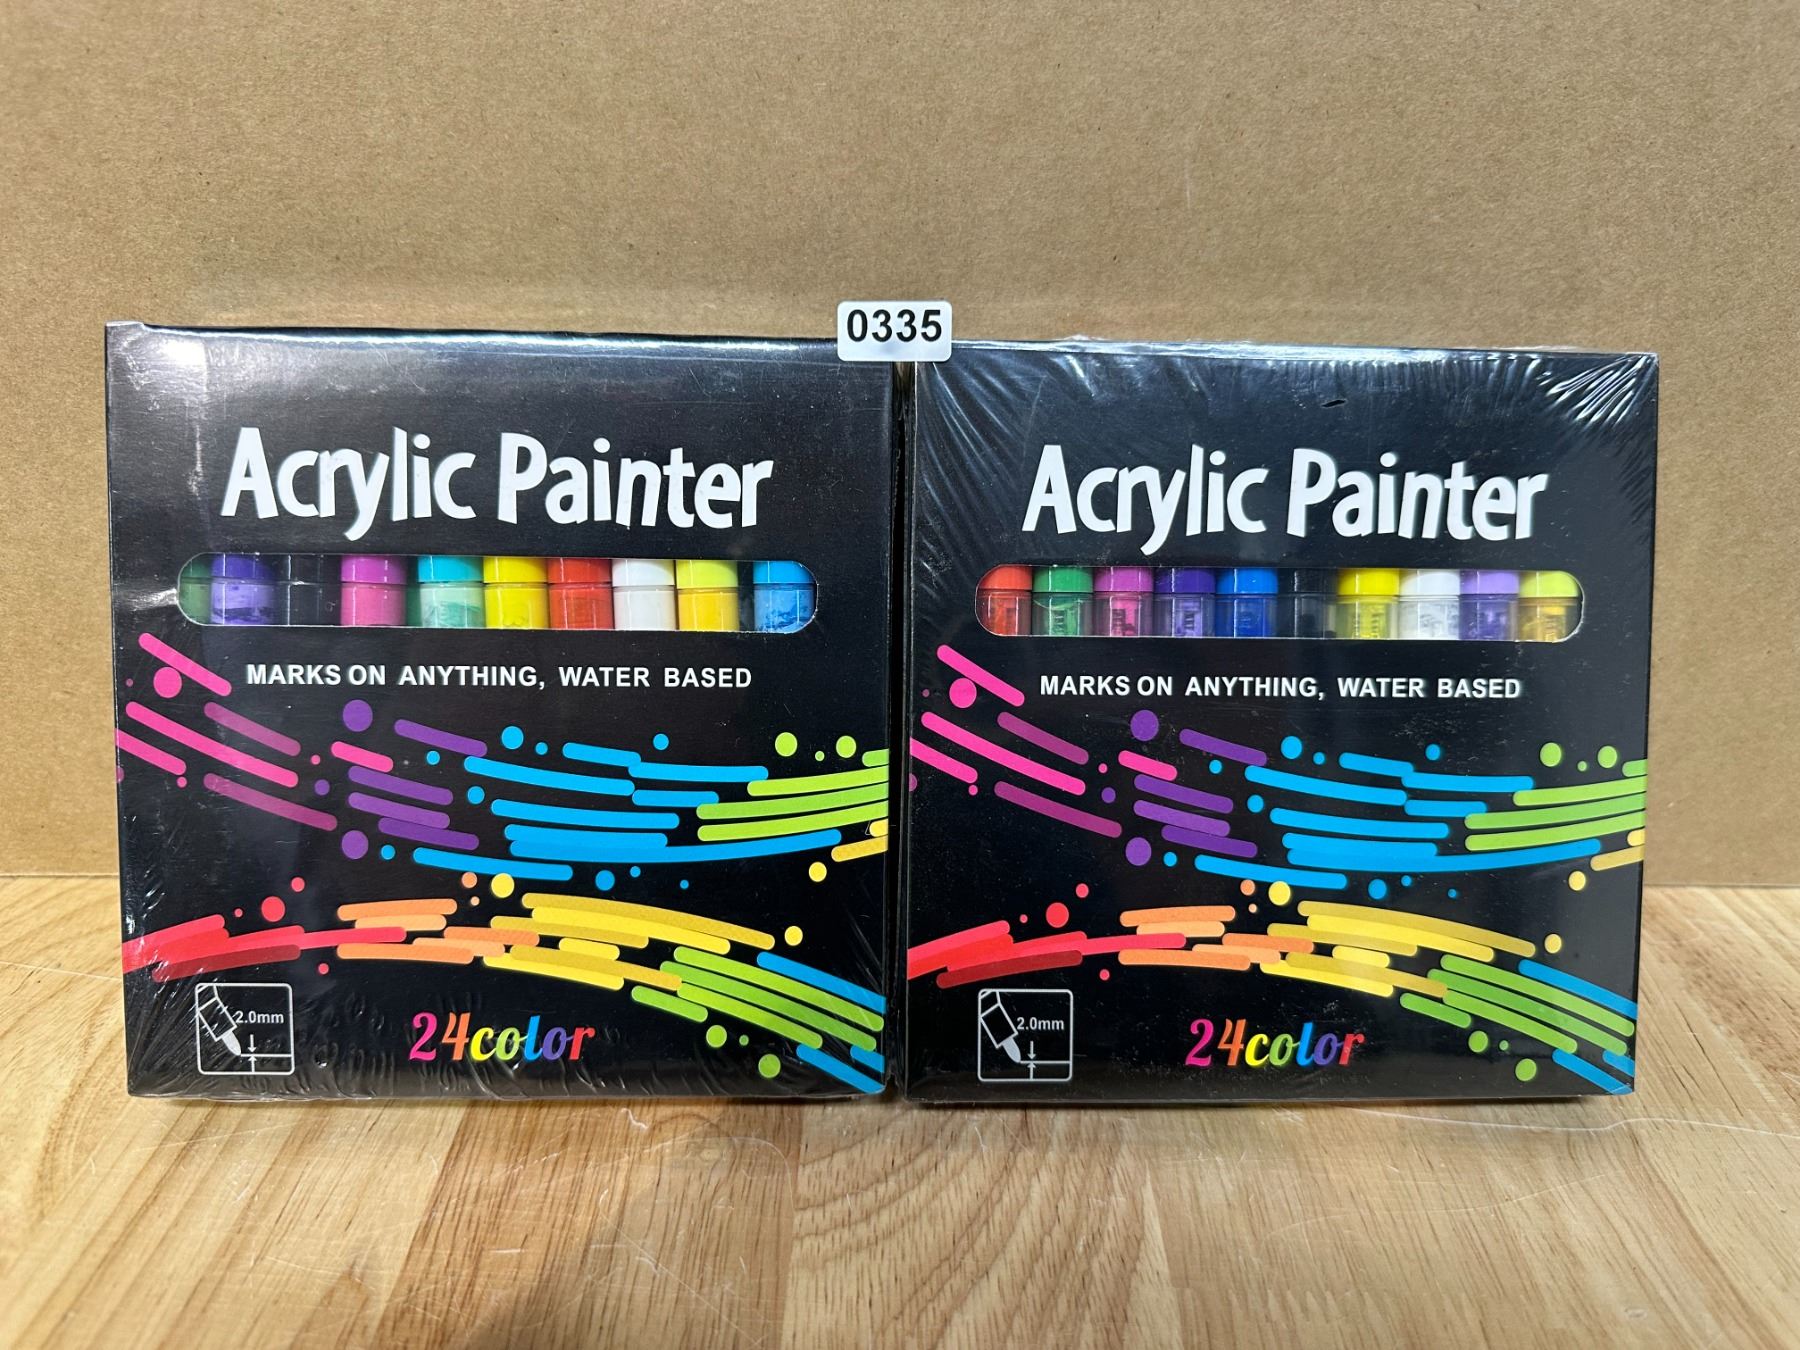 0335
Acrylic Painter
MARKS ON ANYTHING, WATER BASED
2.0mm
24color
Acrylic Painter
MARKS ON ANYTHING, WATER BASED
2.0mm
24color